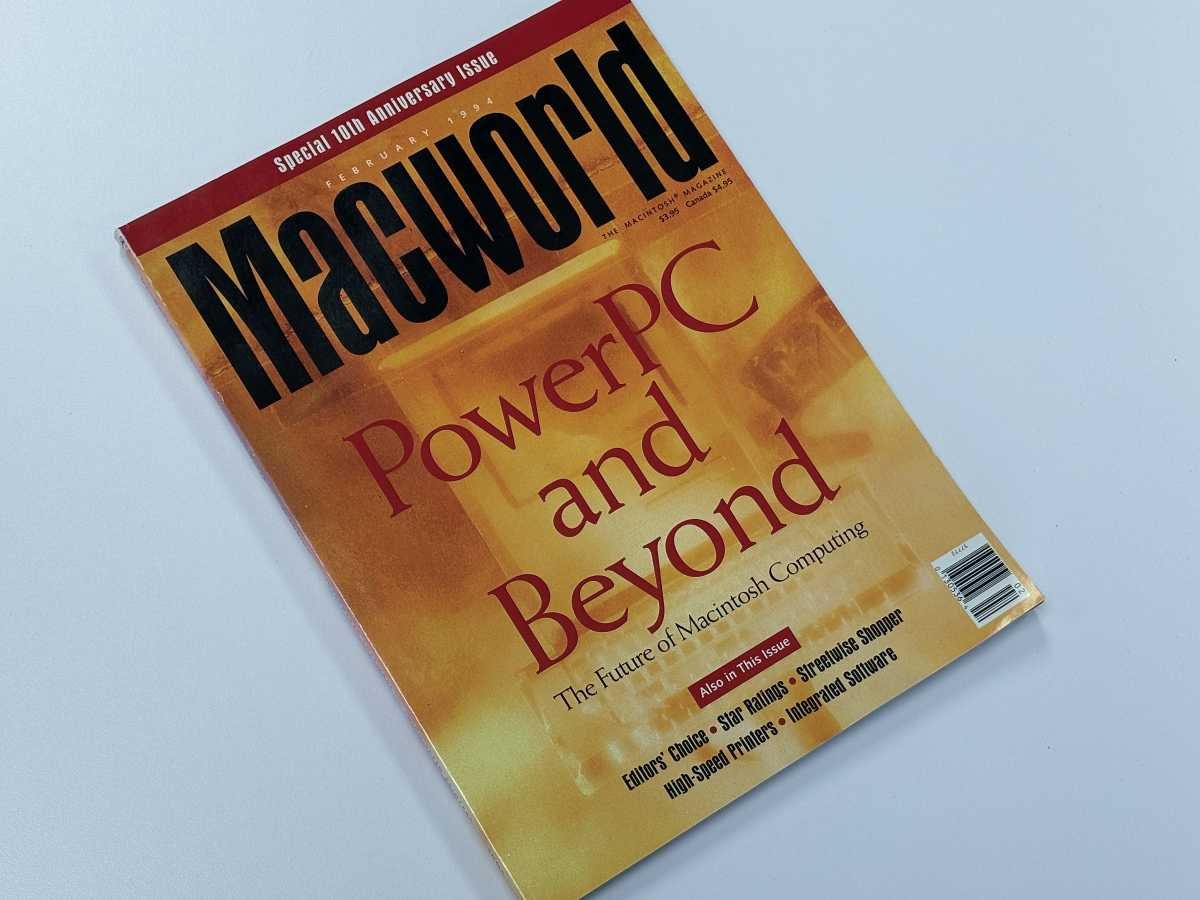 Special 10th Anniversary Issue
FEBRUARY 1994
Macworld
THE MACINTOSH® MAGAZINE
$3.95 Canada $4.95
PowerPC
and
Beyond
The Future of Macintosh Computing
Also in This Issue
Editors' Choice • Star Ratings • Streetwise Shopper
High-Speed Printers • Integrated Software